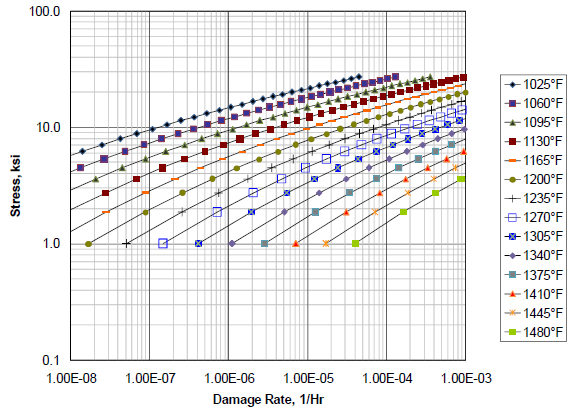 100.0
10.0
1.0
0.1
Stress, ksi
1.00E-08
1.00E-07
1.00E-06
1.00E-05
1.00E-04
1.00E-03
Damage Rate, 1/Hr
1025°F
1060°F
1095°F
1130°F
1165°F
1200°F
1235°F
1270°F
1305°F
1340°F
1375°F
1410°F
1445°F
1480°F